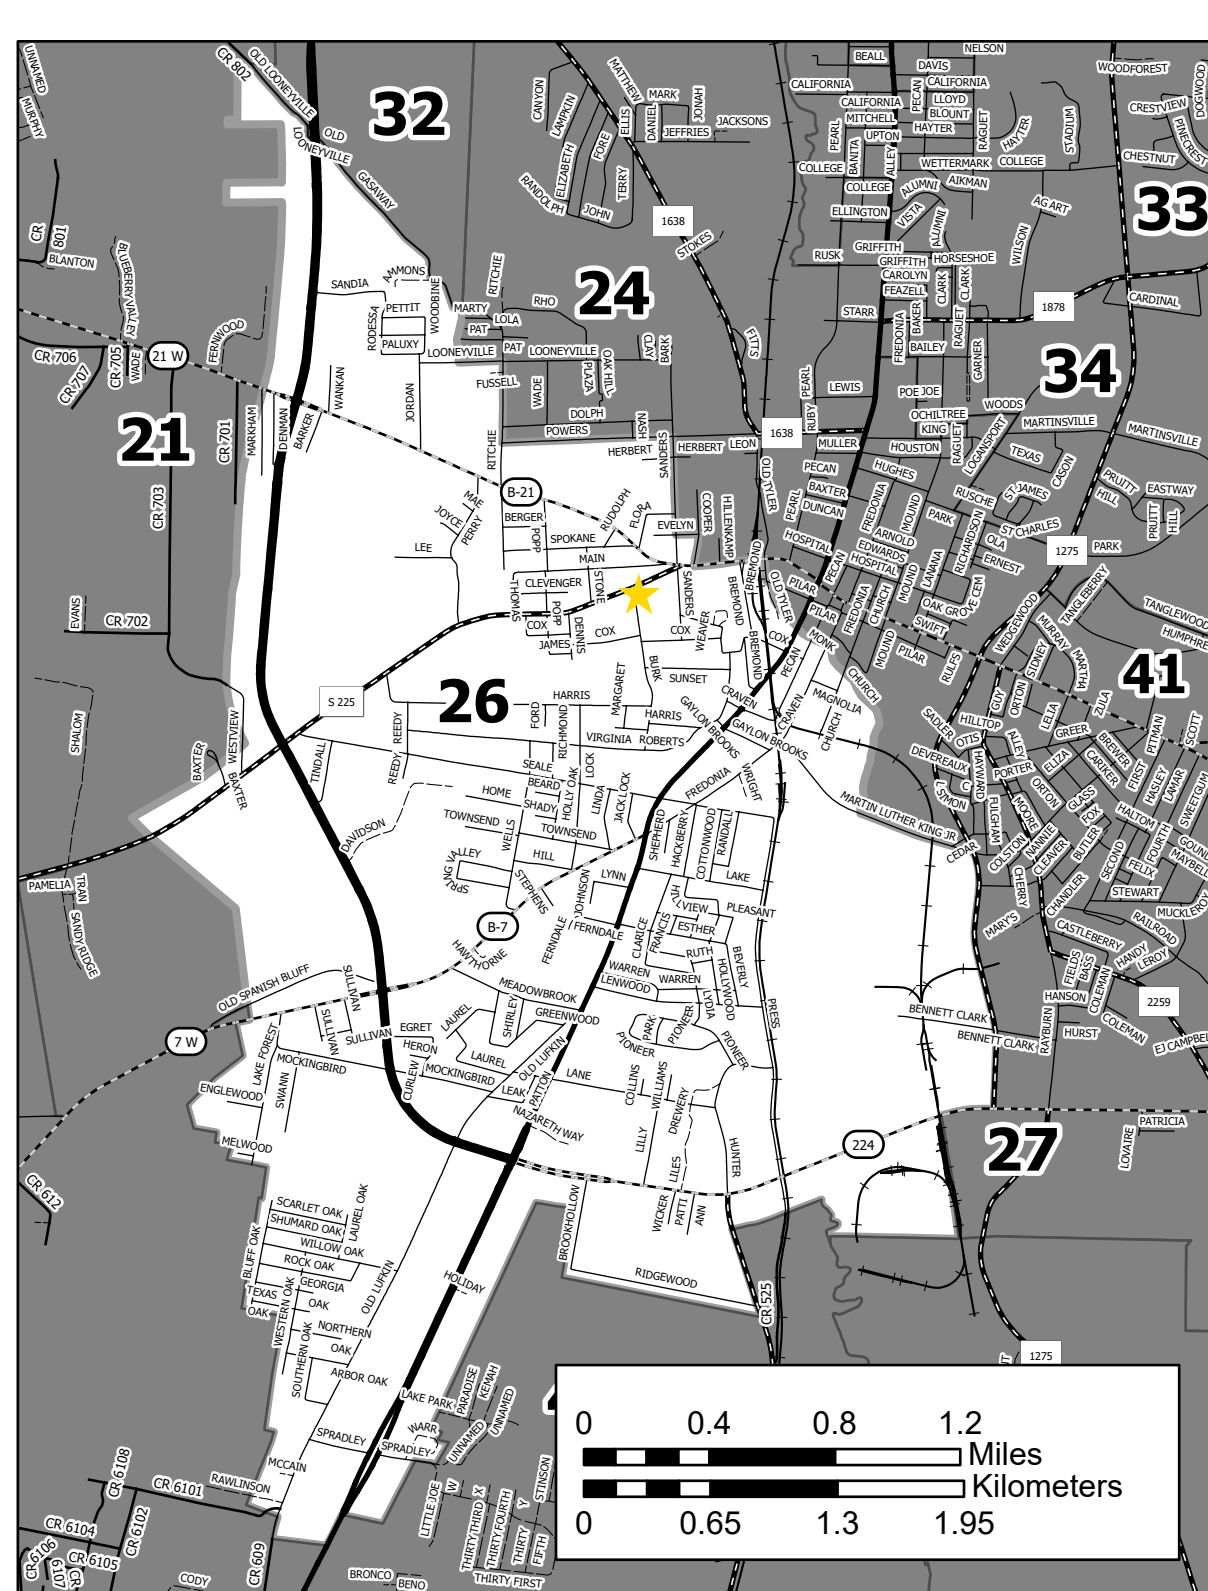 UNNAMED
MURPHY
CR 802
OLD LOONEYVILLE
OLD
LOONEYVILLE
GASAWAY
32
CANYON
LAMPKIN
ELIZABETH
FORE
RANDOLPH
JOHN
TERRY
MATTHEW
ELLIS
MARK
DANIEL
JONAH
JEFFRIES
JACKSONS
1638
STOKES
NELSON
BEALL
DAVIS
CALIFORNIA
CALIFORNIA
PECAN
LLOYD
CALIFORNIA
BLOUNT
MITCHELL
HAYTER
UPTON
PEARL
BANITA
ALLEY
RAGUET
HAYTER
STADIUM
WETTERMARK
COLLEGE
COLLEGE
COLLEGE
AIKMAN
ALUMNI
ELLINGTON
VISTA
ALUMNI
AG ART
WILSON
WOODFOREST
CRESTVIEW
DOGWOOD
PINECREST
CHESTNUT
33
GRIFFITH
RUSK
GRIFFITH
HORSESHOE
CAROLYN
CLARK
CLARK
FEAZELL
STARR
BAKER
FREDONIA
RAGUET
BAILEY
GARNER
1878
CARDINAL
CR 801
BLANTON
BLUEBERRY VALLEY
FERNWOOD
21 W
CR 706
CR 705
WADE
CR 707
SANDIA
AMMONS
RODESSA
PETTIT
PALUXY
WOODBINE
RITCHIE
MARTY
LOLA
PAT
PAT
RHO
24
LOONEYVILLE
LOONEYVILLE
FUSSELL
WADE
PLAZA
OAK HILL
CLAY
BARK
FITTS
34
LEWIS
PEARL
RUBY
POE
JOE
WOODS
OCHILTREE
KING
MARTINSVILLE
MARTINSVILLE
21
CR 701
MARKHAM
DENMAN
BARKER
WANKAN
JORDAN
RITCHIE
DOLPH
POWERS
NASH
HERBERT
SANDERS
HERBERT
LEON
1638
MULLER
HOUSTON
RAGUET
LOGANSPORT
TEXAS
CASON
PRUITT
HILL
EASTWAY
PRUITT
HILL
CR 703
B-21
MAE
JOYCE
PERRY
LEE
BERGER
POPP
SPOKANE
RUDOLPH
FLORA
EVELYN
COOPER
HILLENKAMP
OLD TYLER
PECAN
BAXTER
PEARL
DUNCAN
HUGHES
FREDONIA
MOUND
PARK
RUSCHE
ST JAMES
ST CHARLES
RICHARDSON
OLA
ERNEST
1275
PARK
MAIN
HOSPITAL
ARNOLD
EDWARDS
HOSPITAL
PECAN
LANANA
MOUND
CHURCH
FREDONIA
OAK GROVE CEM
TANGLEBERRY
TANGLEWOOD
HUMPHREY
EVANS
CR 702
THOMAS
CLEVENGER
POPP
STONE
COX
DENNIS
JAMES
COX
SANDERS
COX
WEAVER
BREMOND
BREMOND
BREMOND
OLD TYLER
PILAR
PILAR
MONK
COX
PECAN
MOUND
PILAR
SWIFT
RULFS
WEDGEWOOD
MURRAY
SIDNEY
MARTHA
41
SHALOM
S 225
26
MARGARET
BURK
SUNSET
CRAVEN
CRAVEN
MAGNOLIA
CHURCH
CHURCH
HARRIS
FORD
RICHMOND
HARRIS
GAYLON BROOKS
GAYLON BROOKS
VIRGINIA
ROBERTS
WESTVIEW
BAXTER
BAXTER
TINDALL
REEDY
REEDY
SEALE
BEARD
HOLLY OAK
LOCK
HOME
SHADY
LINDA
JACK LOCK
FREDONIA
WRIGHT
MARTIN LUTHER KING JR
SADLER
HILLTOP
OTIS
DEVEREAUX
HAYWARD
SIMON
GUY
ORTON
ALLEY
LELTA
GREER
ZULA
PORTER
ELIZA
BREWER
CARIKER
ORTON
FULGHAM
MOORE
GLASS
FOX
FIRST
PITMAN
SCOTT
HASLEY
LAMAR
SWEETGUM
HALTOM
COLSTON
NANNIE
CLEAVER
BUTLER
SECOND
FOURTH
FELIX
MAYBELL
CEDAR
CHERRY
CHANDLER
STEWART
MUCKLEROY
MARY'S
CASTLEBERRY
RAILROAD
HANDY
LEROY
DAVIDSON
TOWNSEND
WELLS
TOWNSEND
SHEPHERD
HACKBERRY
COTTONWOOD
RANDALL
SPRING VALLEY
HILL
STEPHENS
LYNN
JOHNSON
LAKE
B-7
FERNDALE
FERNDALE
CLARICE
FRANCIS
VIEW
ESTHER
PLEASANT
RUTH
BEVERLY
PAMELIA
TRAN
SANDY RIDGE
HAWTHORNE
OLD SPANISH BLUFF
SULLIVAN
WARREN
LENWOOD
WARREN
HOLLYWOOD
LYDIA
MEADOWBROOK
GREENWOOD
SHIRLEY
LAUREL
PARK
PIONEER
PIONEER
PIONEER
PRESS
BENNETT CLARK
BENNETT CLARK
FIELDS
BASS
HANSON
COLEMAN
2259
RAYBURN
HURST
COLEMAN
EJ CAMPBELL
7 W
SULLIVAN
SULLIVAN
EGRET
HERON
CURLEW
LAKE FOREST
MOCKINGBIRD
MOCKINGBIRD
SWANN
ENGLEWOOD
MELWOOD
LAUREL
OLD LUFKIN
LANE
LEAK
PATTON
NAZARETH WAY
COLLINS
WILLIAMS
DREWERY
LILLY
LILES
HUNTER
224
27
PATRICIA
LOVAIRE
CR 612
SCARLET OAK
SHUMARD OAK
LAUREL OAK
WILLOW OAK
BLUFF OAK
ROCK OAK
GEORGIA
OAK
TEXAS
OAK
WESTERN OAK
NORTHERN
OAK
SOUTHERN OAK
OLD LUFKIN
HOLIDAY
BROOKHOLLOW
WICKER
PATTI
ANN
RIDGEWOOD
CR 525
1275
ARBOR OAK
LAKE PARK
PARADISE
KEMAH
UNNAMED
UNNAMED
WARR
SPRADLEY
SPRADLEY
MCCAIN
RAWLINSON
CR 6108
CR 6101
CR 6102
CR 6104
CR 6105
CR 6106
6107
CR
CR 609
CODY
LITTLE JOE
W
THIRTY THIRD
X
THIRTY FOURTH
Y
THIRTY
FIFTH
STINSON
THIRTY FIRST
BRONCO
BENO
0 0.4 0.8 1.2
Miles
Kilometers
0 0.65 1.3 1.95